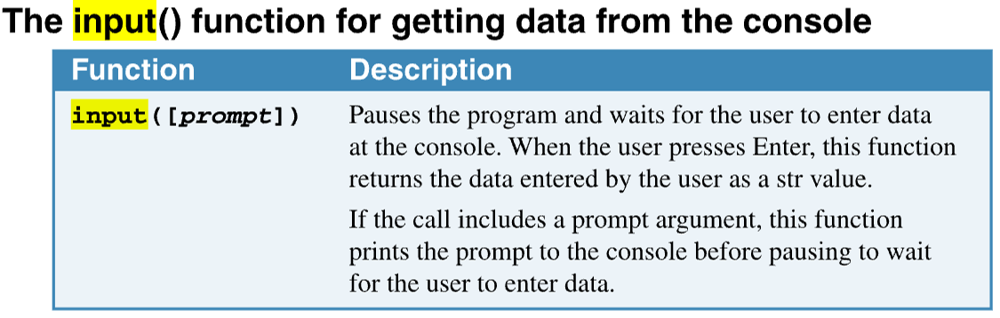 The input() function for getting data from the console
Function Description
input([prompt]) Pauses the program and waits for the user to enter data
at the console. When the user presses Enter, this function
returns the data entered by the user as a str value.
If the call includes a prompt argument, this function
prints the prompt to the console before pausing to wait
for the user to enter data.